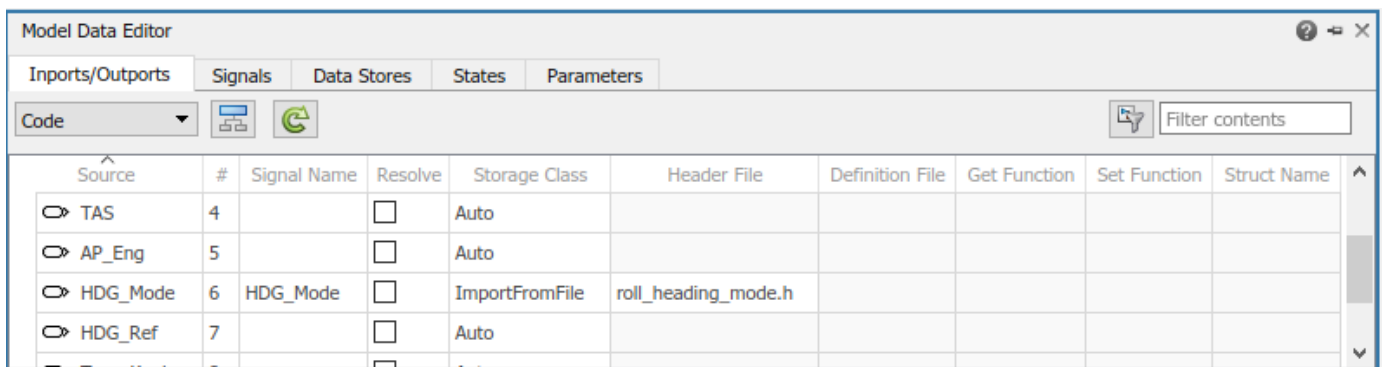 Model Data Editor
Inports/Outports Signals Data Stores States Parameters
Code Filter contents
Source # Signal Name Resolve Storage Class Header File Definition File Get Function Set Function Struct Name
TAS 4 Auto
AP_Eng 5 Auto
HDG_Mode 6 HDG_Mode ImportFromFile roll_heading_mode.h
HDG_Ref 7 Auto